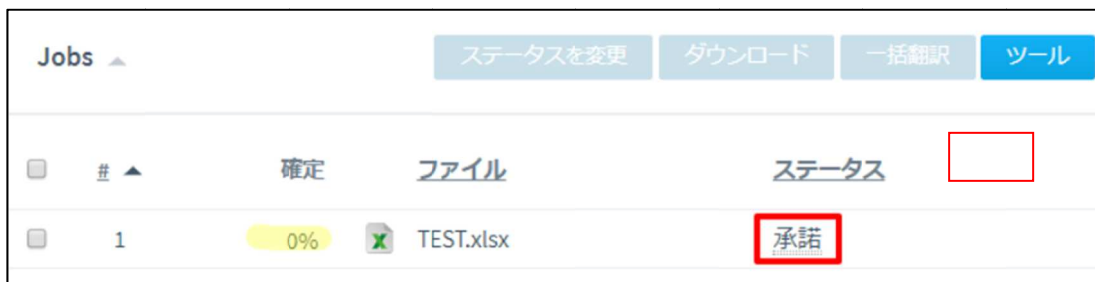 Jobs ステータスを変更 ダウンロード 一括翻訳 ツール
# 確定 ファイル ステータス
1 0% TEST.xlsx 承諾